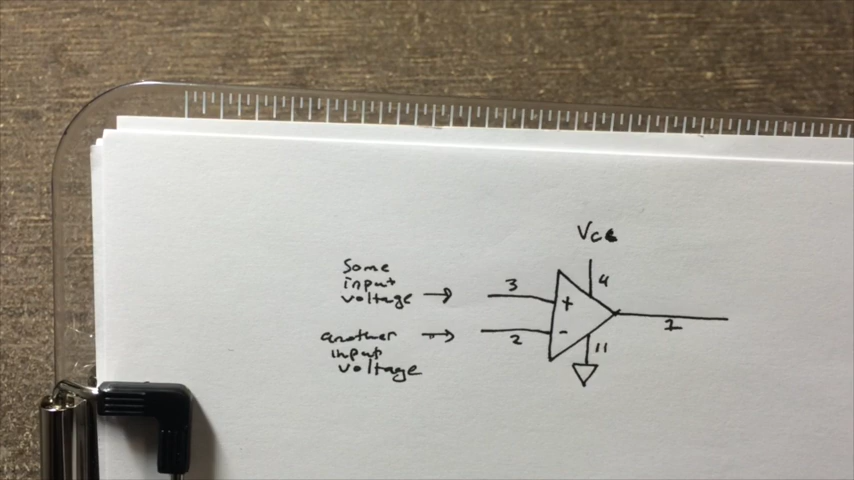 Vcc
Some
input
voltage →
3
+
4
another →
input
voltage
2
-
11
1